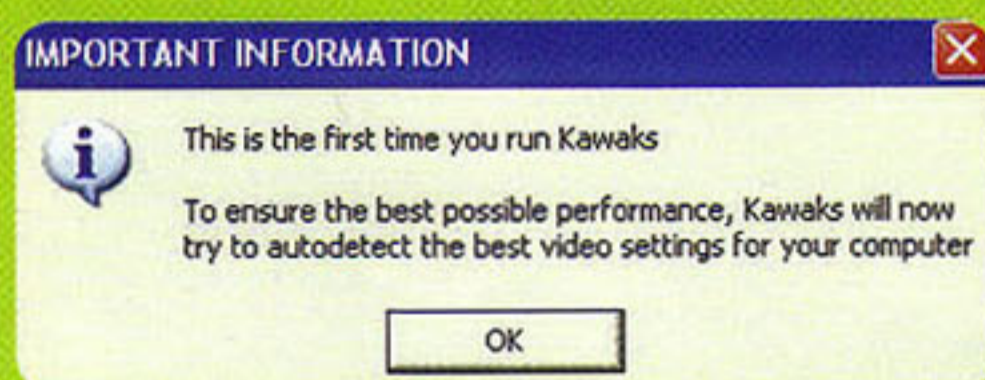 IMPORTANT INFORMATION
This is the first time you run Kawaks
To ensure the best possible performance, Kawaks will now
try to autodetect the best video settings for your computer
OK